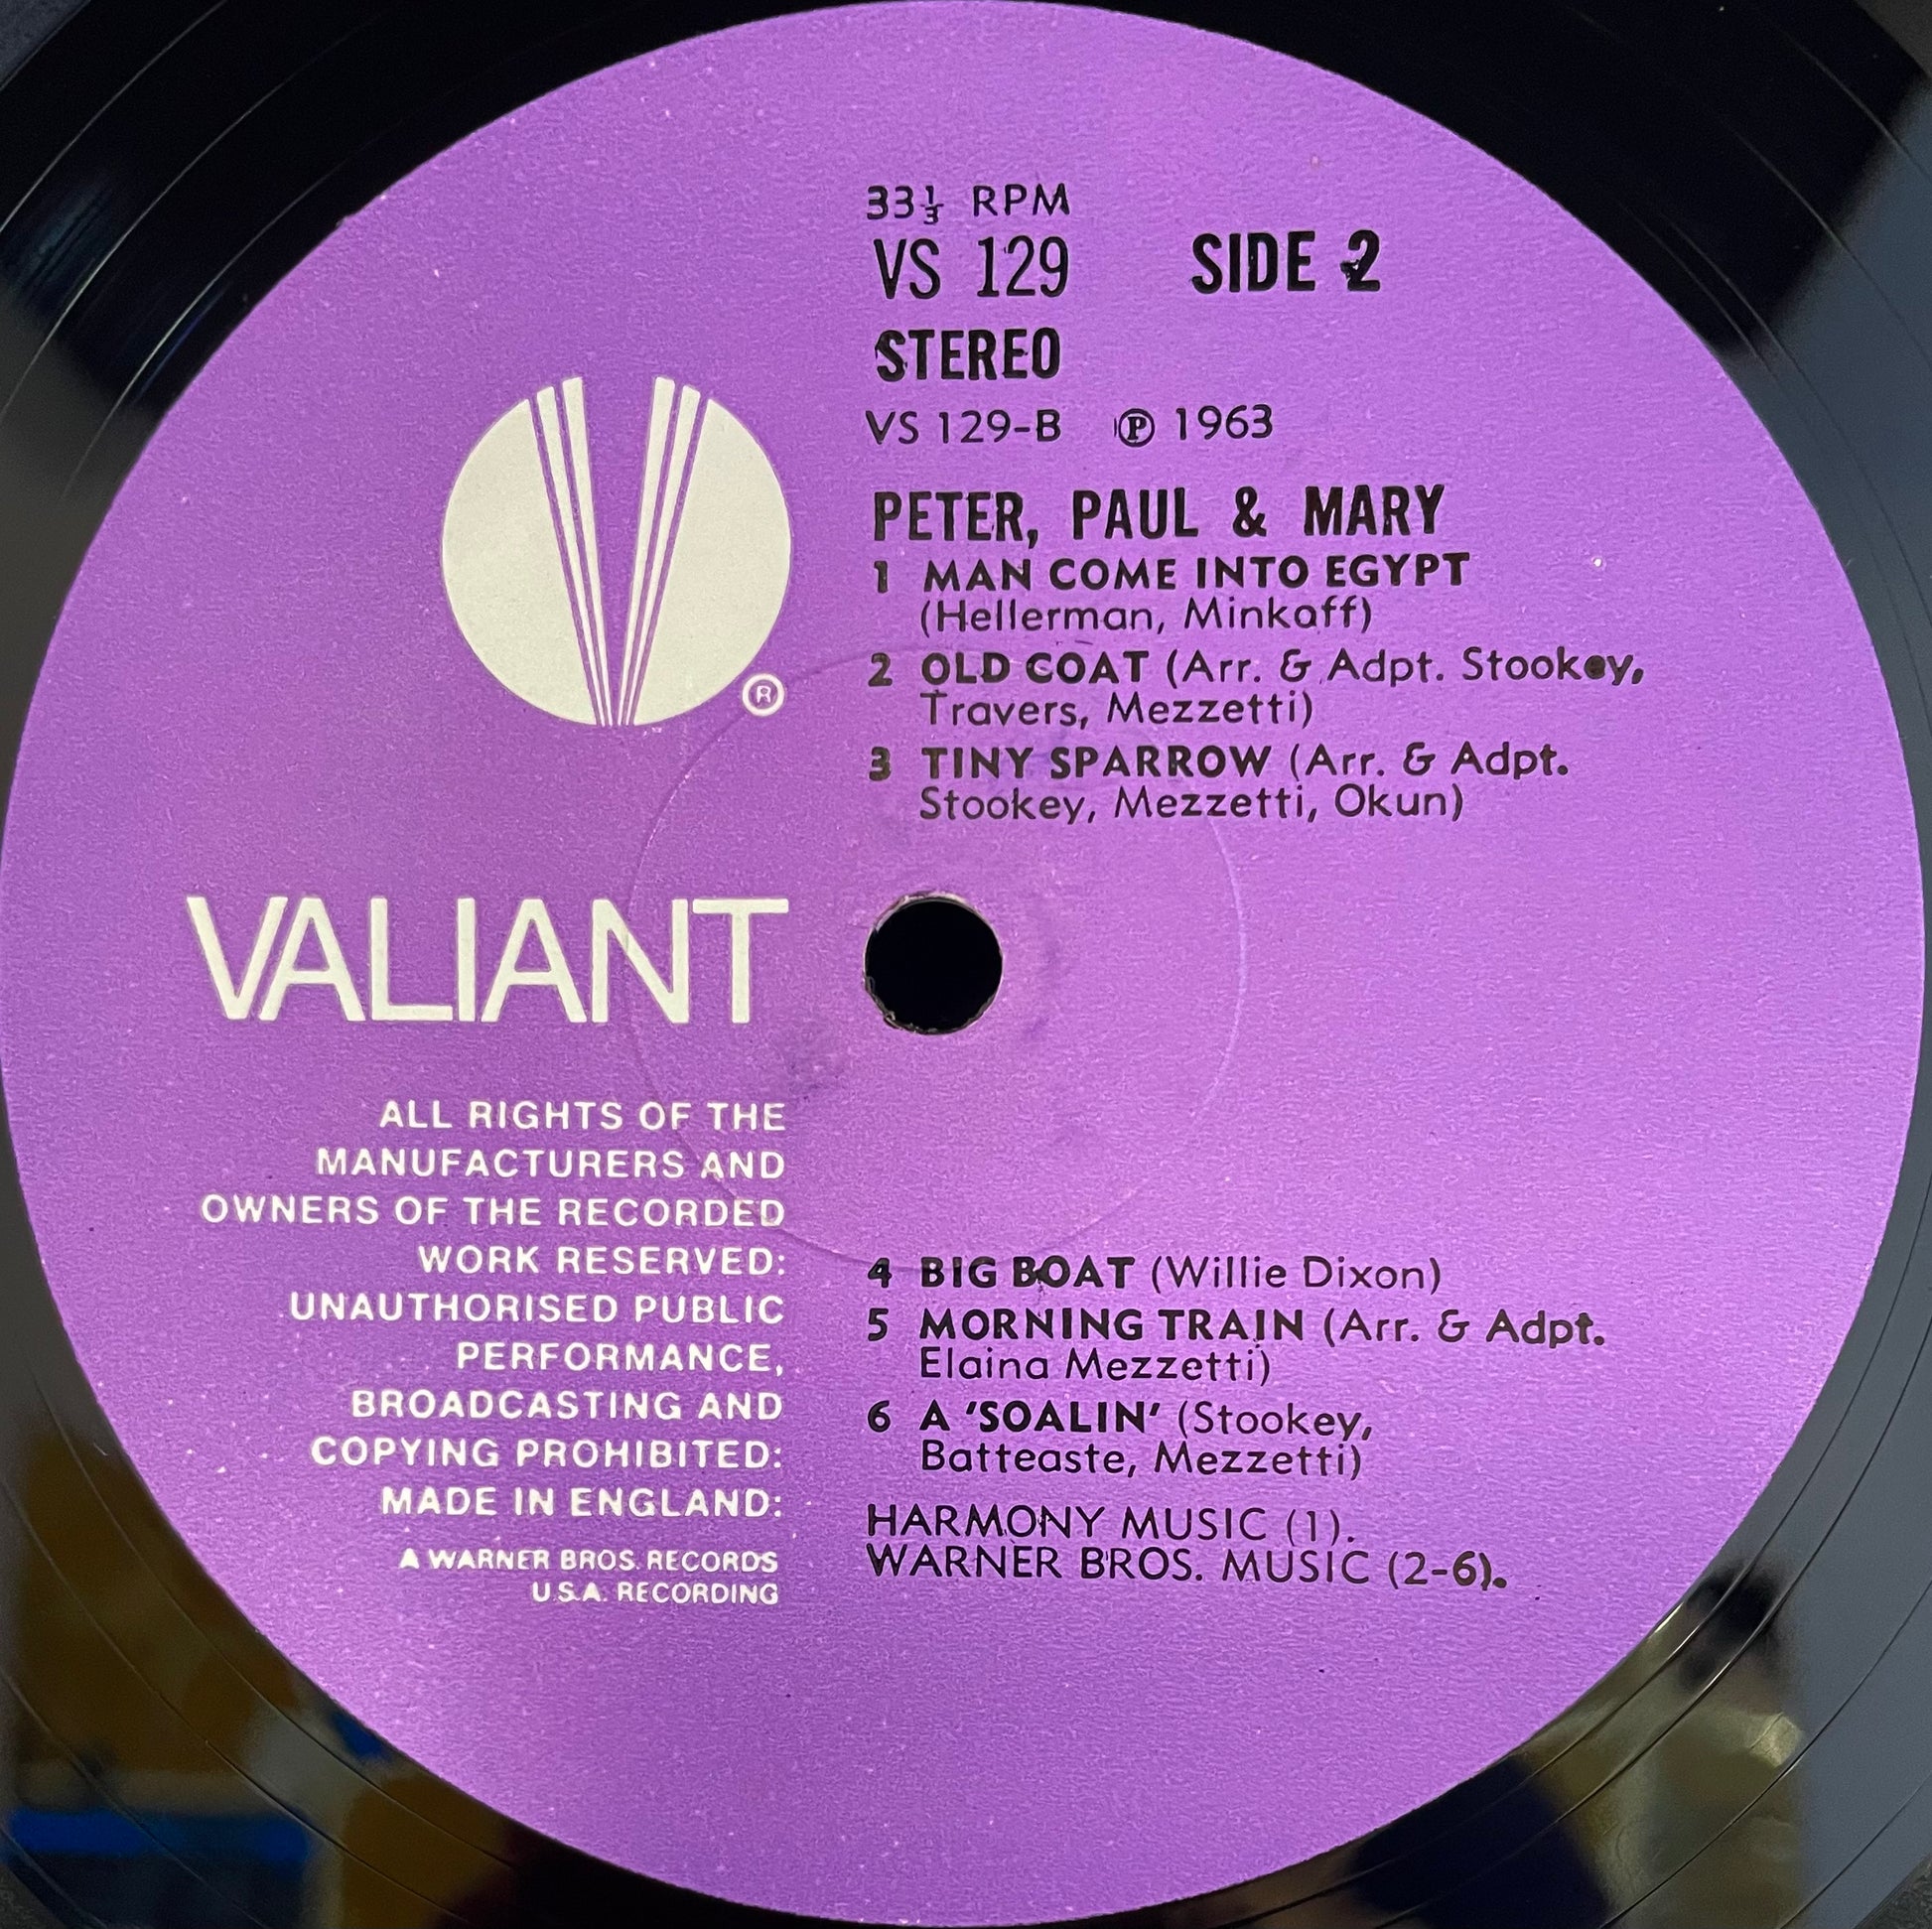 33⅓ RPM
VS 129 SIDE 2
STEREO
VS 129-B Ⓟ 1963
PETER, PAUL & MARY
1 MAN COME INTO EGYPT
(Hellerman, Minkoff)
2 OLD COAT (Arr. & Adpt. Stookey,
Travers, Mezzetti)
3 TINY SPARROW (Arr. & Adpt.
Stookey, Mezzetti, Okun)
®
VALIANT
ALL RIGHTS OF THE
MANUFACTURERS AND
OWNERS OF THE RECORDED
WORK RESERVED:
UNAUTHORISED PUBLIC
PERFORMANCE,
BROADCASTING AND
COPYING PROHIBITED:
MADE IN ENGLAND:
A WARNER BROS. RECORDS
U.S.A. RECORDING
4 BIG BOAT (Willie Dixon)
5 MORNING TRAIN (Arr. & Adpt.
Elaina Mezzetti)
6 A 'SOALIN' (Stookey,
Batteaste, Mezzetti)
HARMONY MUSIC (1).
WARNER BROS. MUSIC (2-6).